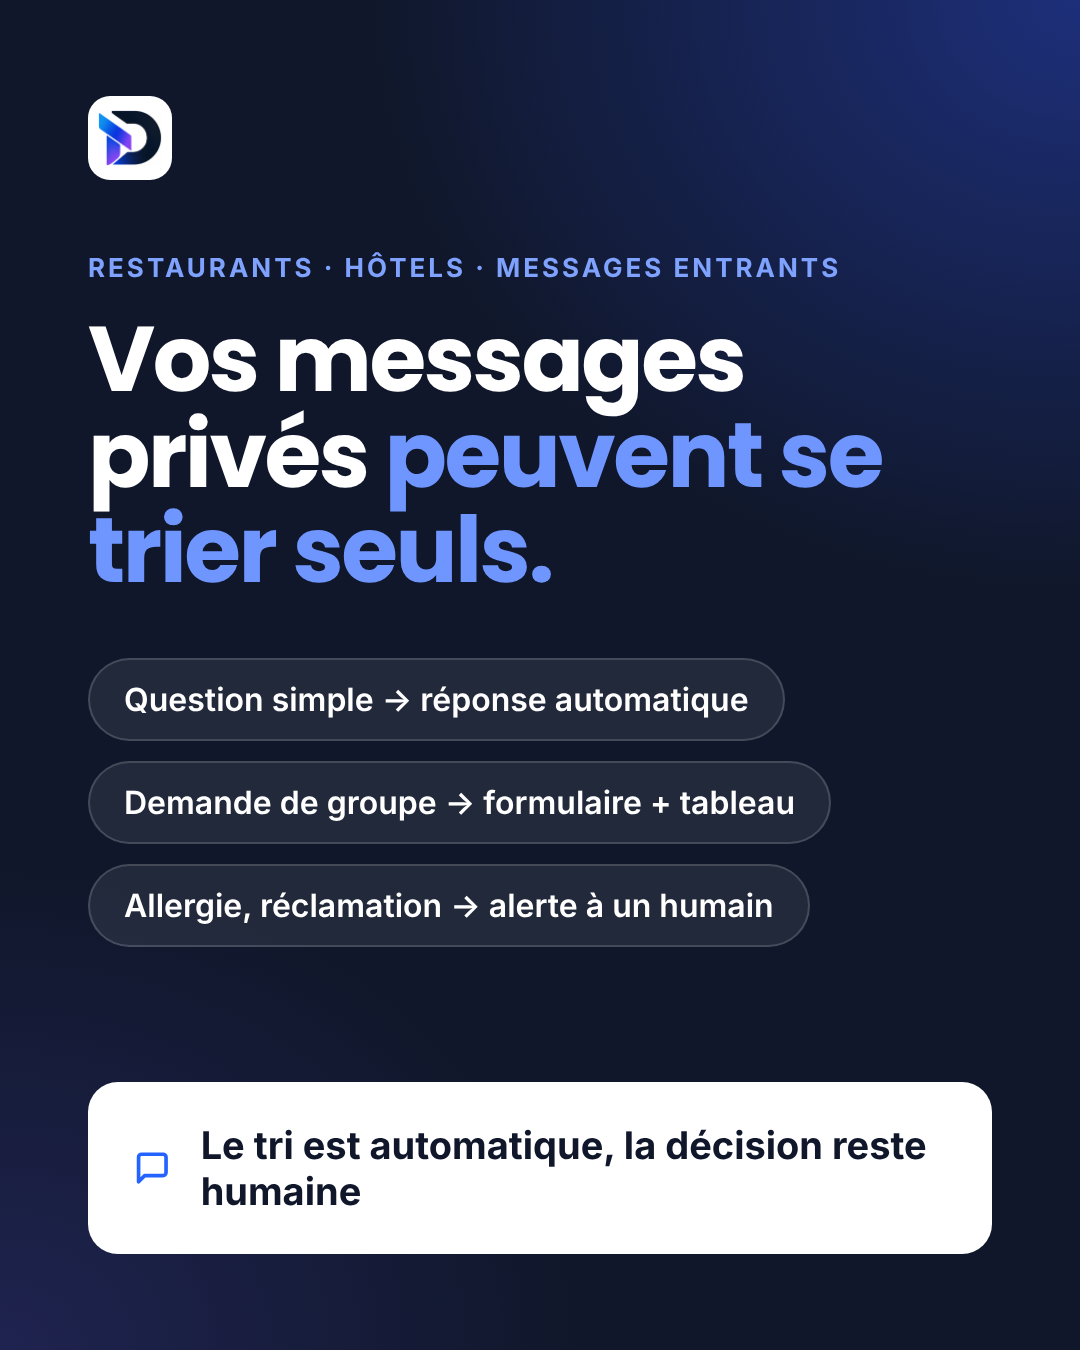 RESTAURANTS · HÔTELS · MESSAGES ENTRANTS
Vos messages
privés peuvent se
trier seuls.
Question simple → réponse automatique
Demande de groupe → formulaire + tableau
Allergie, réclamation → alerte à un humain
Le tri est automatique, la décision reste
humaine